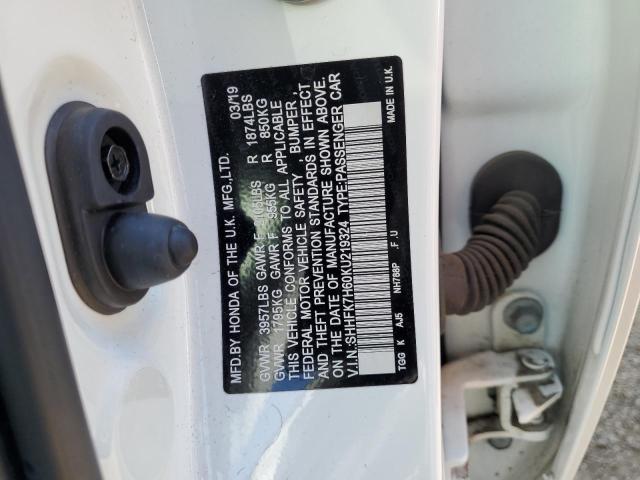 MFD.BY HONDA OF THE U.K. MFG.,LTD. 03/19
GVWR 3957LBS GAWR F 2105LBS R 1874LBS
GVWR 1795KG GAWR F 955KG R 850KG
THIS VEHICLE CONFORMS TO ALL APPLICABLE
FEDERAL MOTOR VEHICLE SAFETY , BUMPER ,
AND THEFT PREVENTION STANDARDS IN EFFECT
ON THE DATE OF MANUFACTURE SHOWN ABOVE.
V.I.N.:SHHFK7H60KU219324 TYPE:PASSENGER CAR
TGG K AJ5 NH788P .F .U MADE IN U.K.